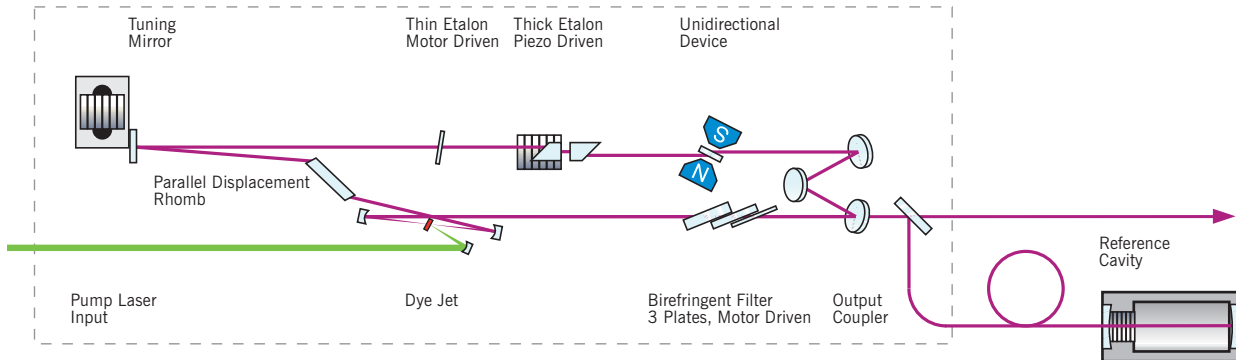 Tuning
Mirror
Thin Etalon
Motor Driven
Thick Etalon
Piezo Driven
Unidirectional
Device
S
N
Parallel Displacement
Rhomb
Reference
Cavity
Pump Laser
Input
Dye Jet
Birefringent Filter
3 Plates, Motor Driven
Output
Coupler